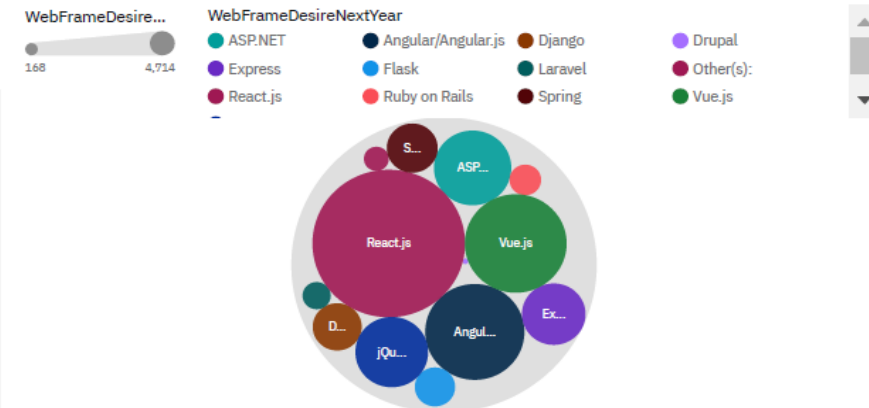 WebFrameDesire...
168
4,714
WebFrameDesireNextYear
ASP.NET
Angular/Angular.js
Django
Drupal
Express
Flask
Laravel
Other(s):
React.js
Ruby on Rails
Spring
Vue.js
S...
ASP...
React.js
Vue.js
Ex...
D...
Angul...
jQu...